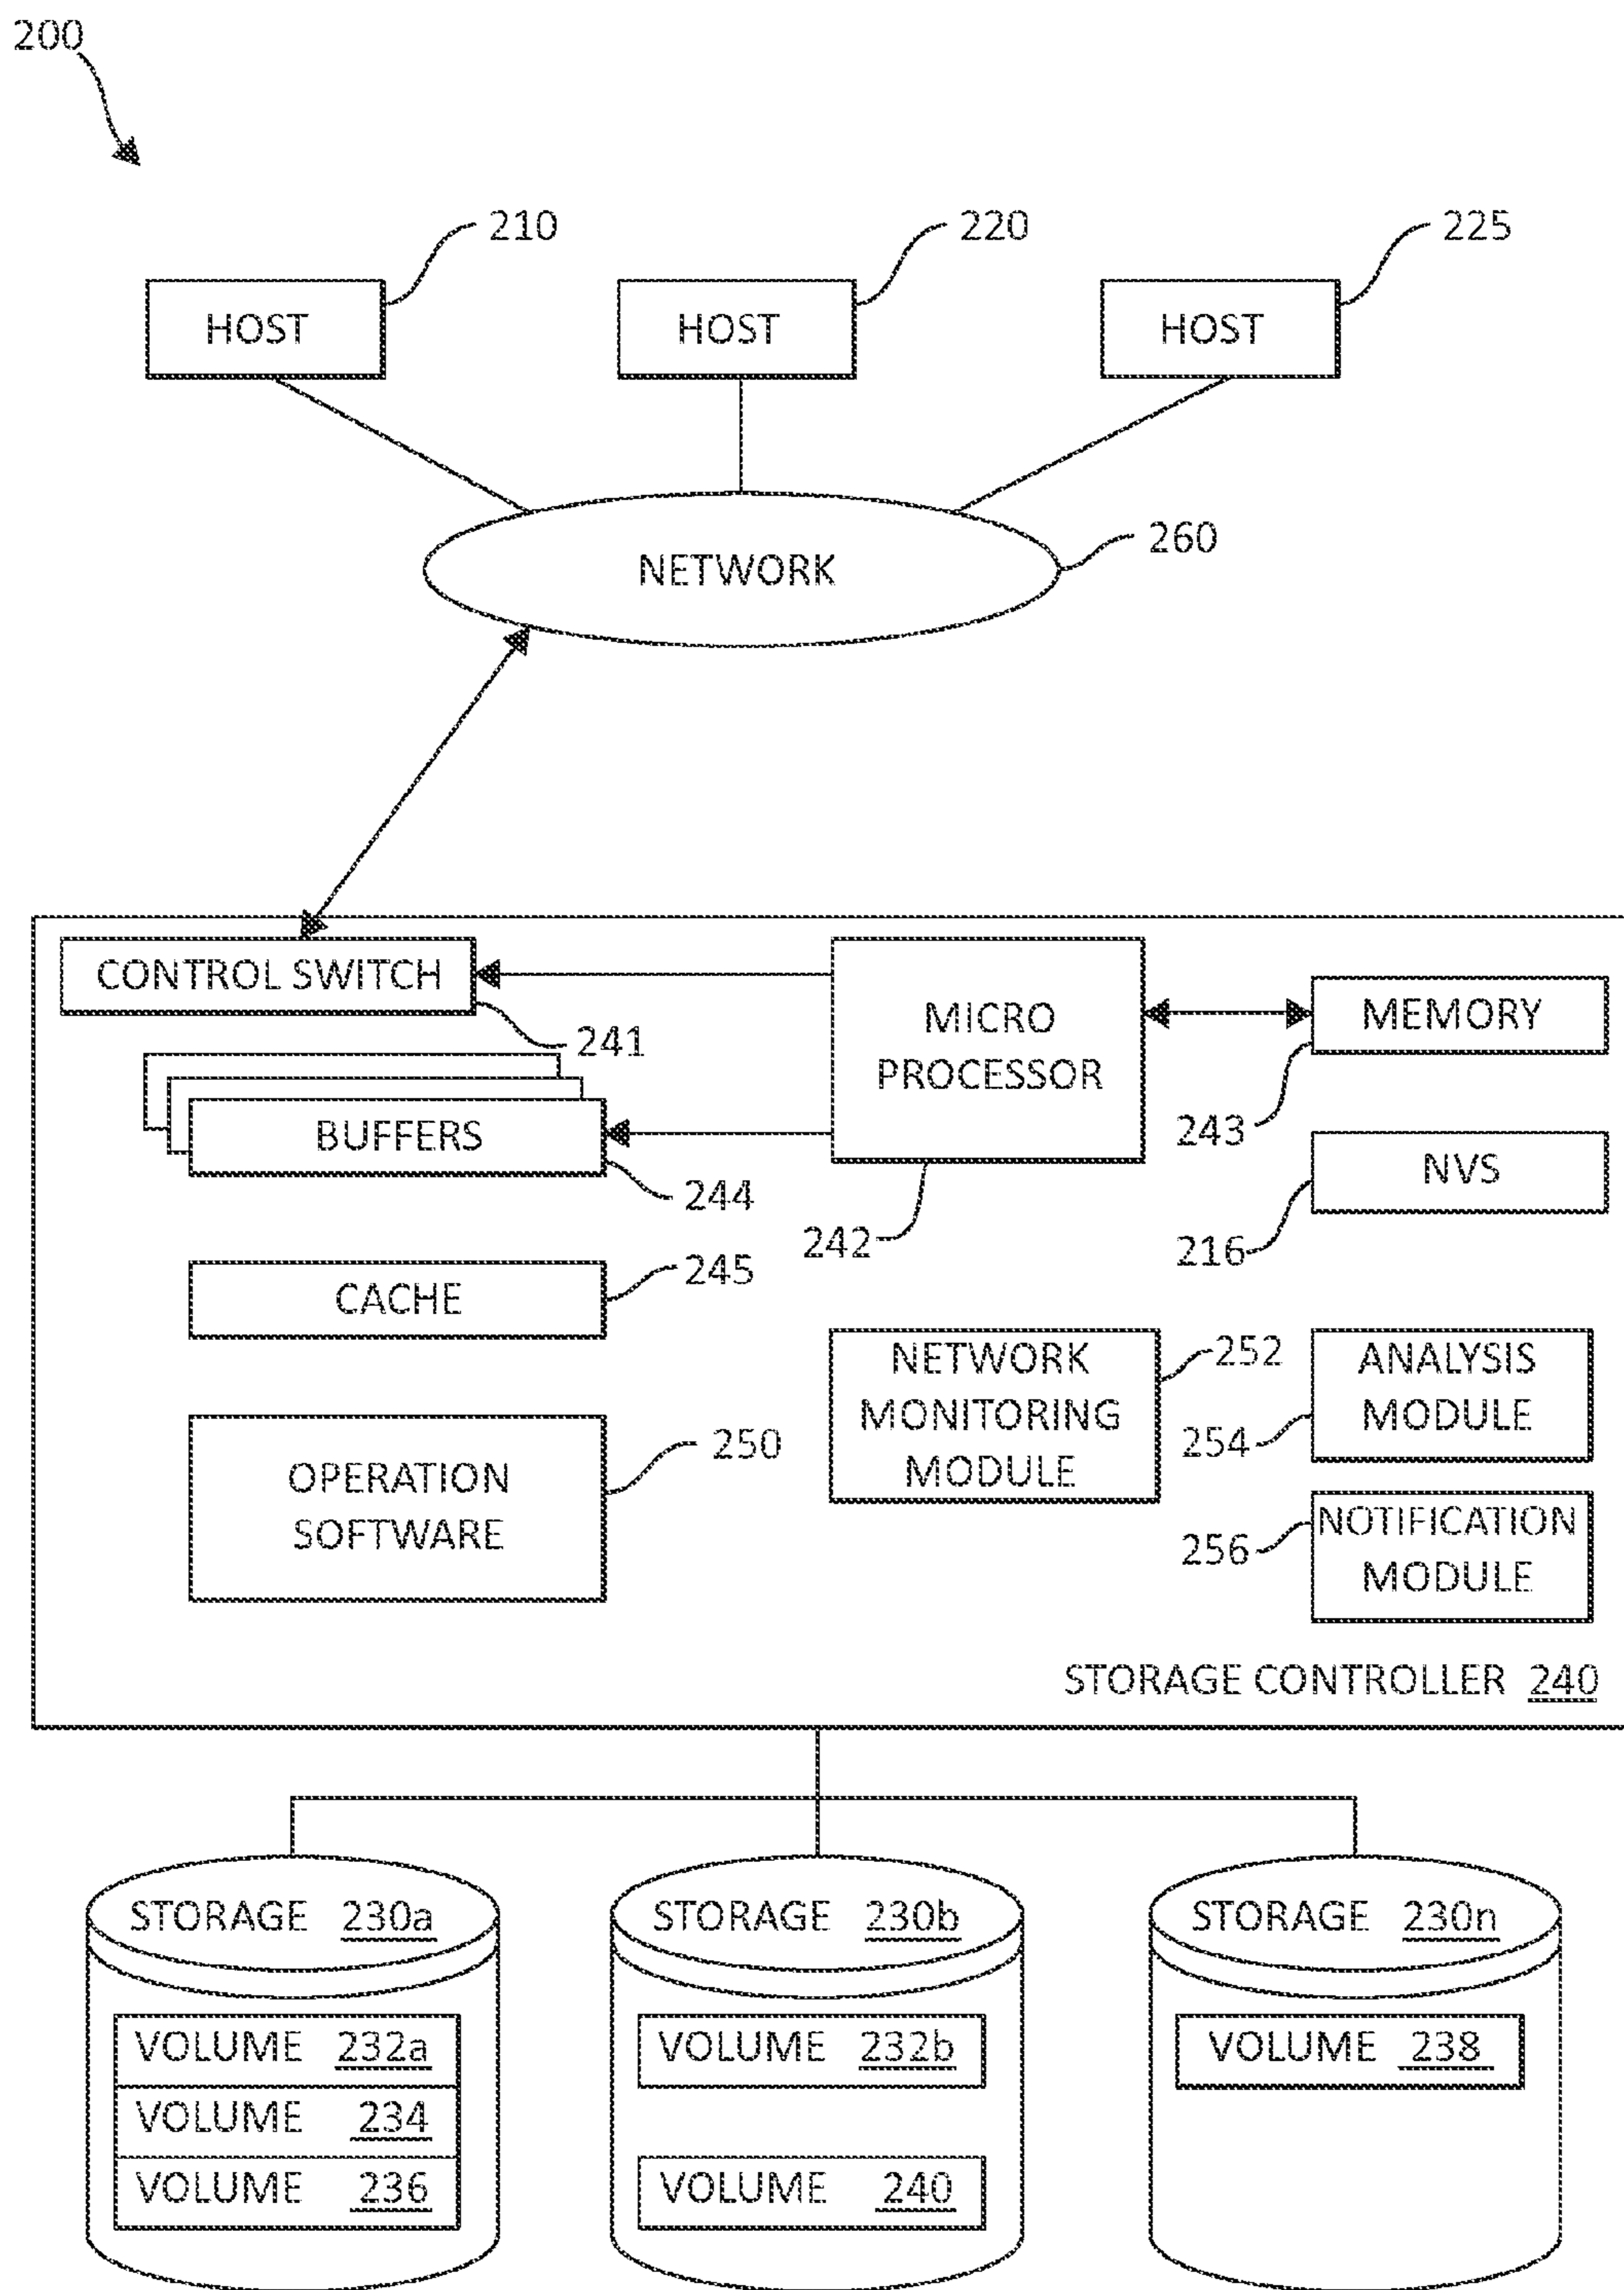 200
210
220
225
HOST
HOST
HOST
260
NETWORK
CONTROL SWITCH
241
MICRO
PROCESSOR
242
MEMORY
243
BUFFERS
244
NVS
216
CACHE
245
NETWORK
MONITORING
MODULE
252
ANALYSIS
MODULE
254
OPERATION
SOFTWARE
250
NOTIFICATION
MODULE
256
STORAGE CONTROLLER 240
STORAGE 230a
VOLUME 232a
VOLUME 234
VOLUME 236
STORAGE 230b
VOLUME 232b
VOLUME 240
STORAGE 230n
VOLUME 238